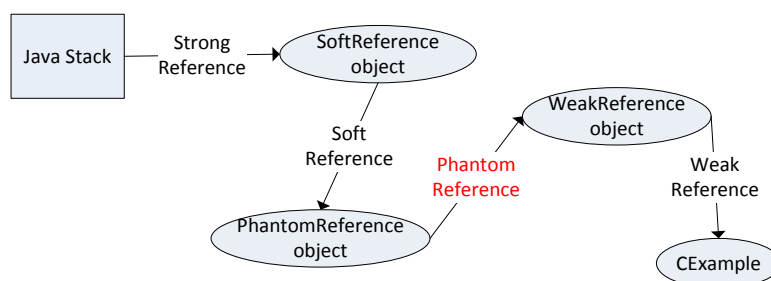 Java Stack
Strong
Reference
SoftReference
object
Soft
Reference
PhantomReference
object
Phantom
Reference
WeakReference
object
Weak
Reference
CExample